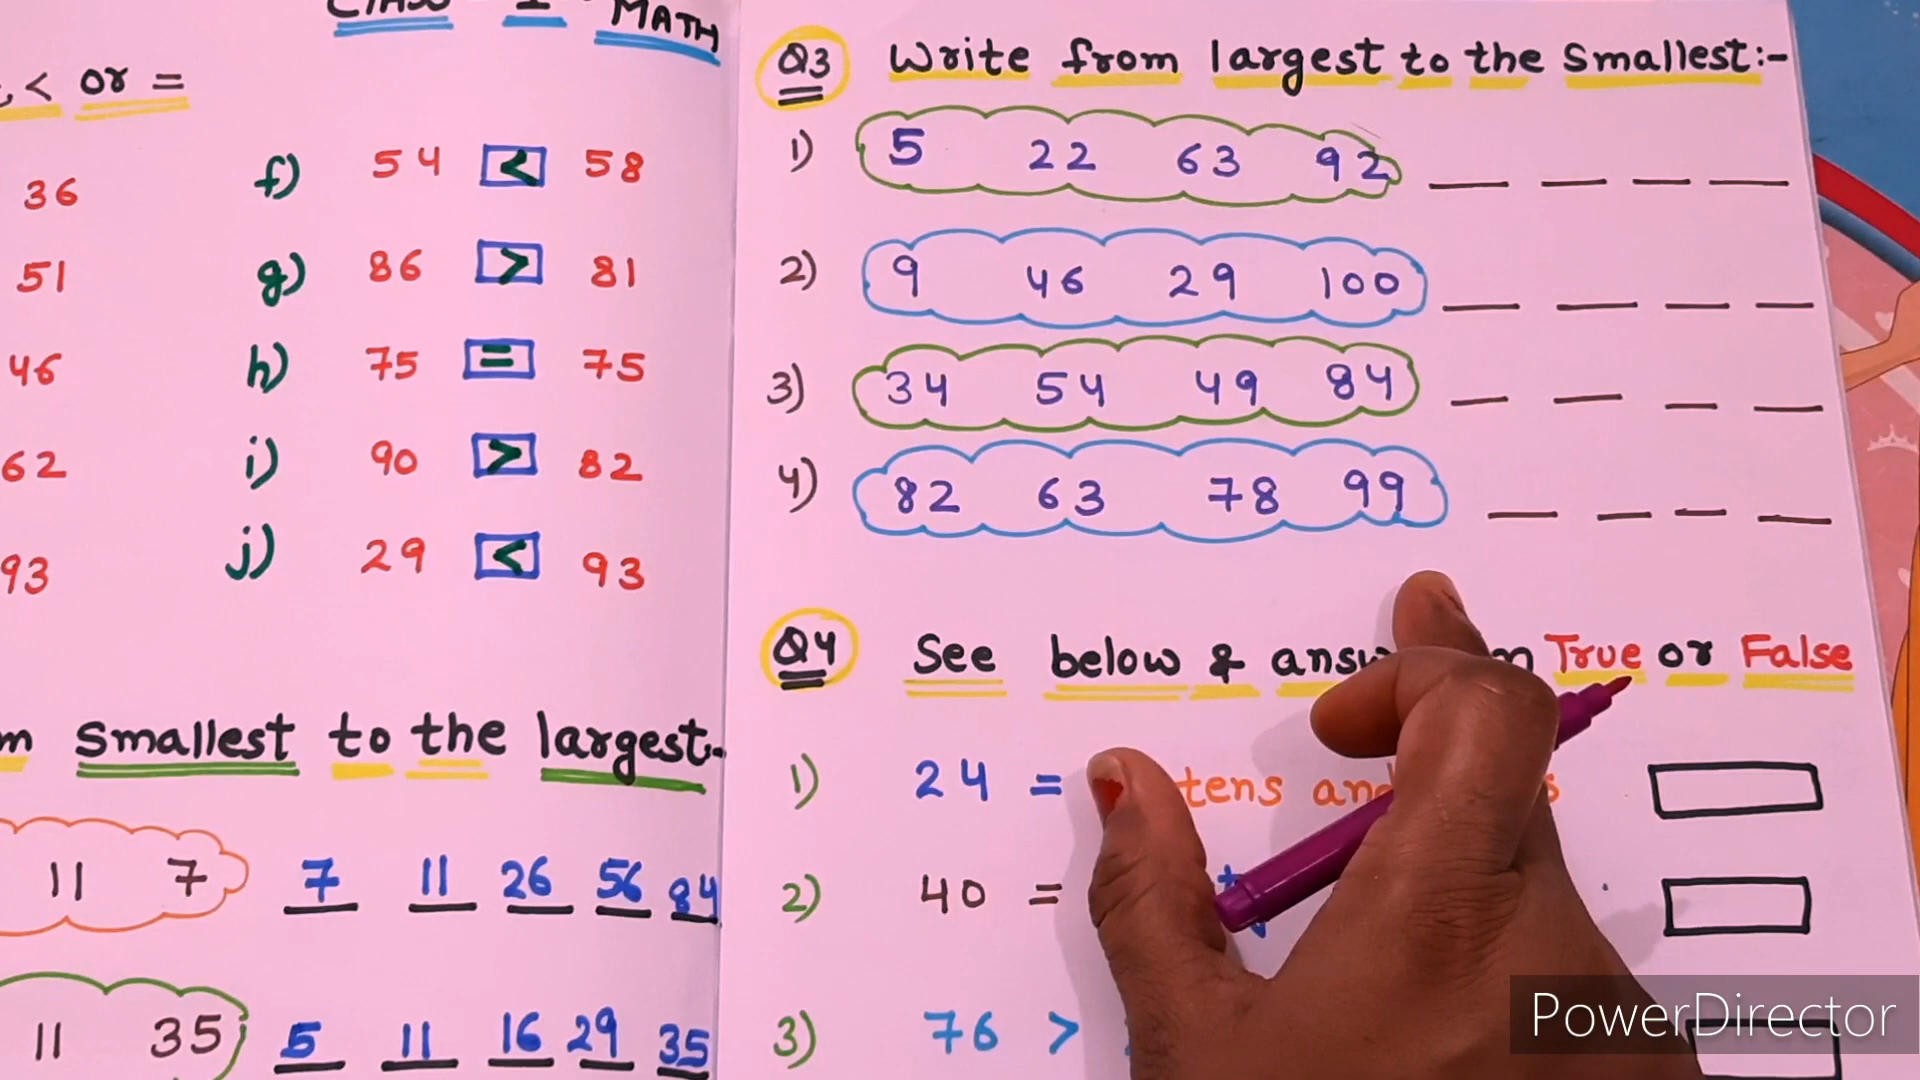 MATH
< or =
36
f) 54 < 58
51
g) 86 > 81
46
h) 75 = 75
62
i) 90 > 82
93
j) 29 < 93
smallest to the largest:-
11 7 7 11 26 56 84
11 35 5 11 16 29 35
Q3 Write from largest to the smallest:-
1) 5 22 63 92
2) 9 46 29 100
3) 34 54 49 84
4) 82 63 78 99
Q4 See below & True or False
1) 24 = tens
2) 40 =
3) 76 >
PowerDirector